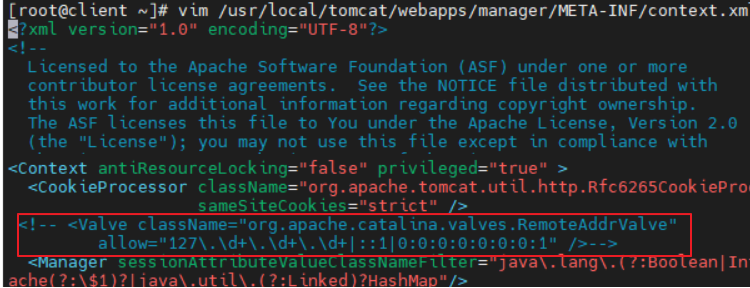 [root@client ~]# vim /usr/local/tomcat/webapps/manager/META-INF/context.xml
<?xml version="1.0" encoding="UTF-8"?>
<!--
Licensed to the Apache Software Foundation (ASF) under one or more
contributor license agreements.  See the NOTICE file distributed with
this work for additional information regarding copyright ownership.
The ASF licenses this file to You under the Apache License, Version 2.0
(the "License"); you may not use this file except in compliance with
<Context antiResourceLocking="false" privileged="true" >
<CookieProcessor className="org.apache.tomcat.util.http.Rfc6265CookiePro
sameSiteCookies="strict" />
<!-- <Valve className="org.apache.catalina.valves.RemoteAddrValve"
allow="127\.\d+\.\d+\.\d+|::1|0:0:0:0:0:0:0:1" />-->
<Manager sessionAttributeValueClassNameFilter="java\.lang\.(?:Boolean|In
ache(?:\$1)?|java\.util\.(?:Linked)?HashMap"/>